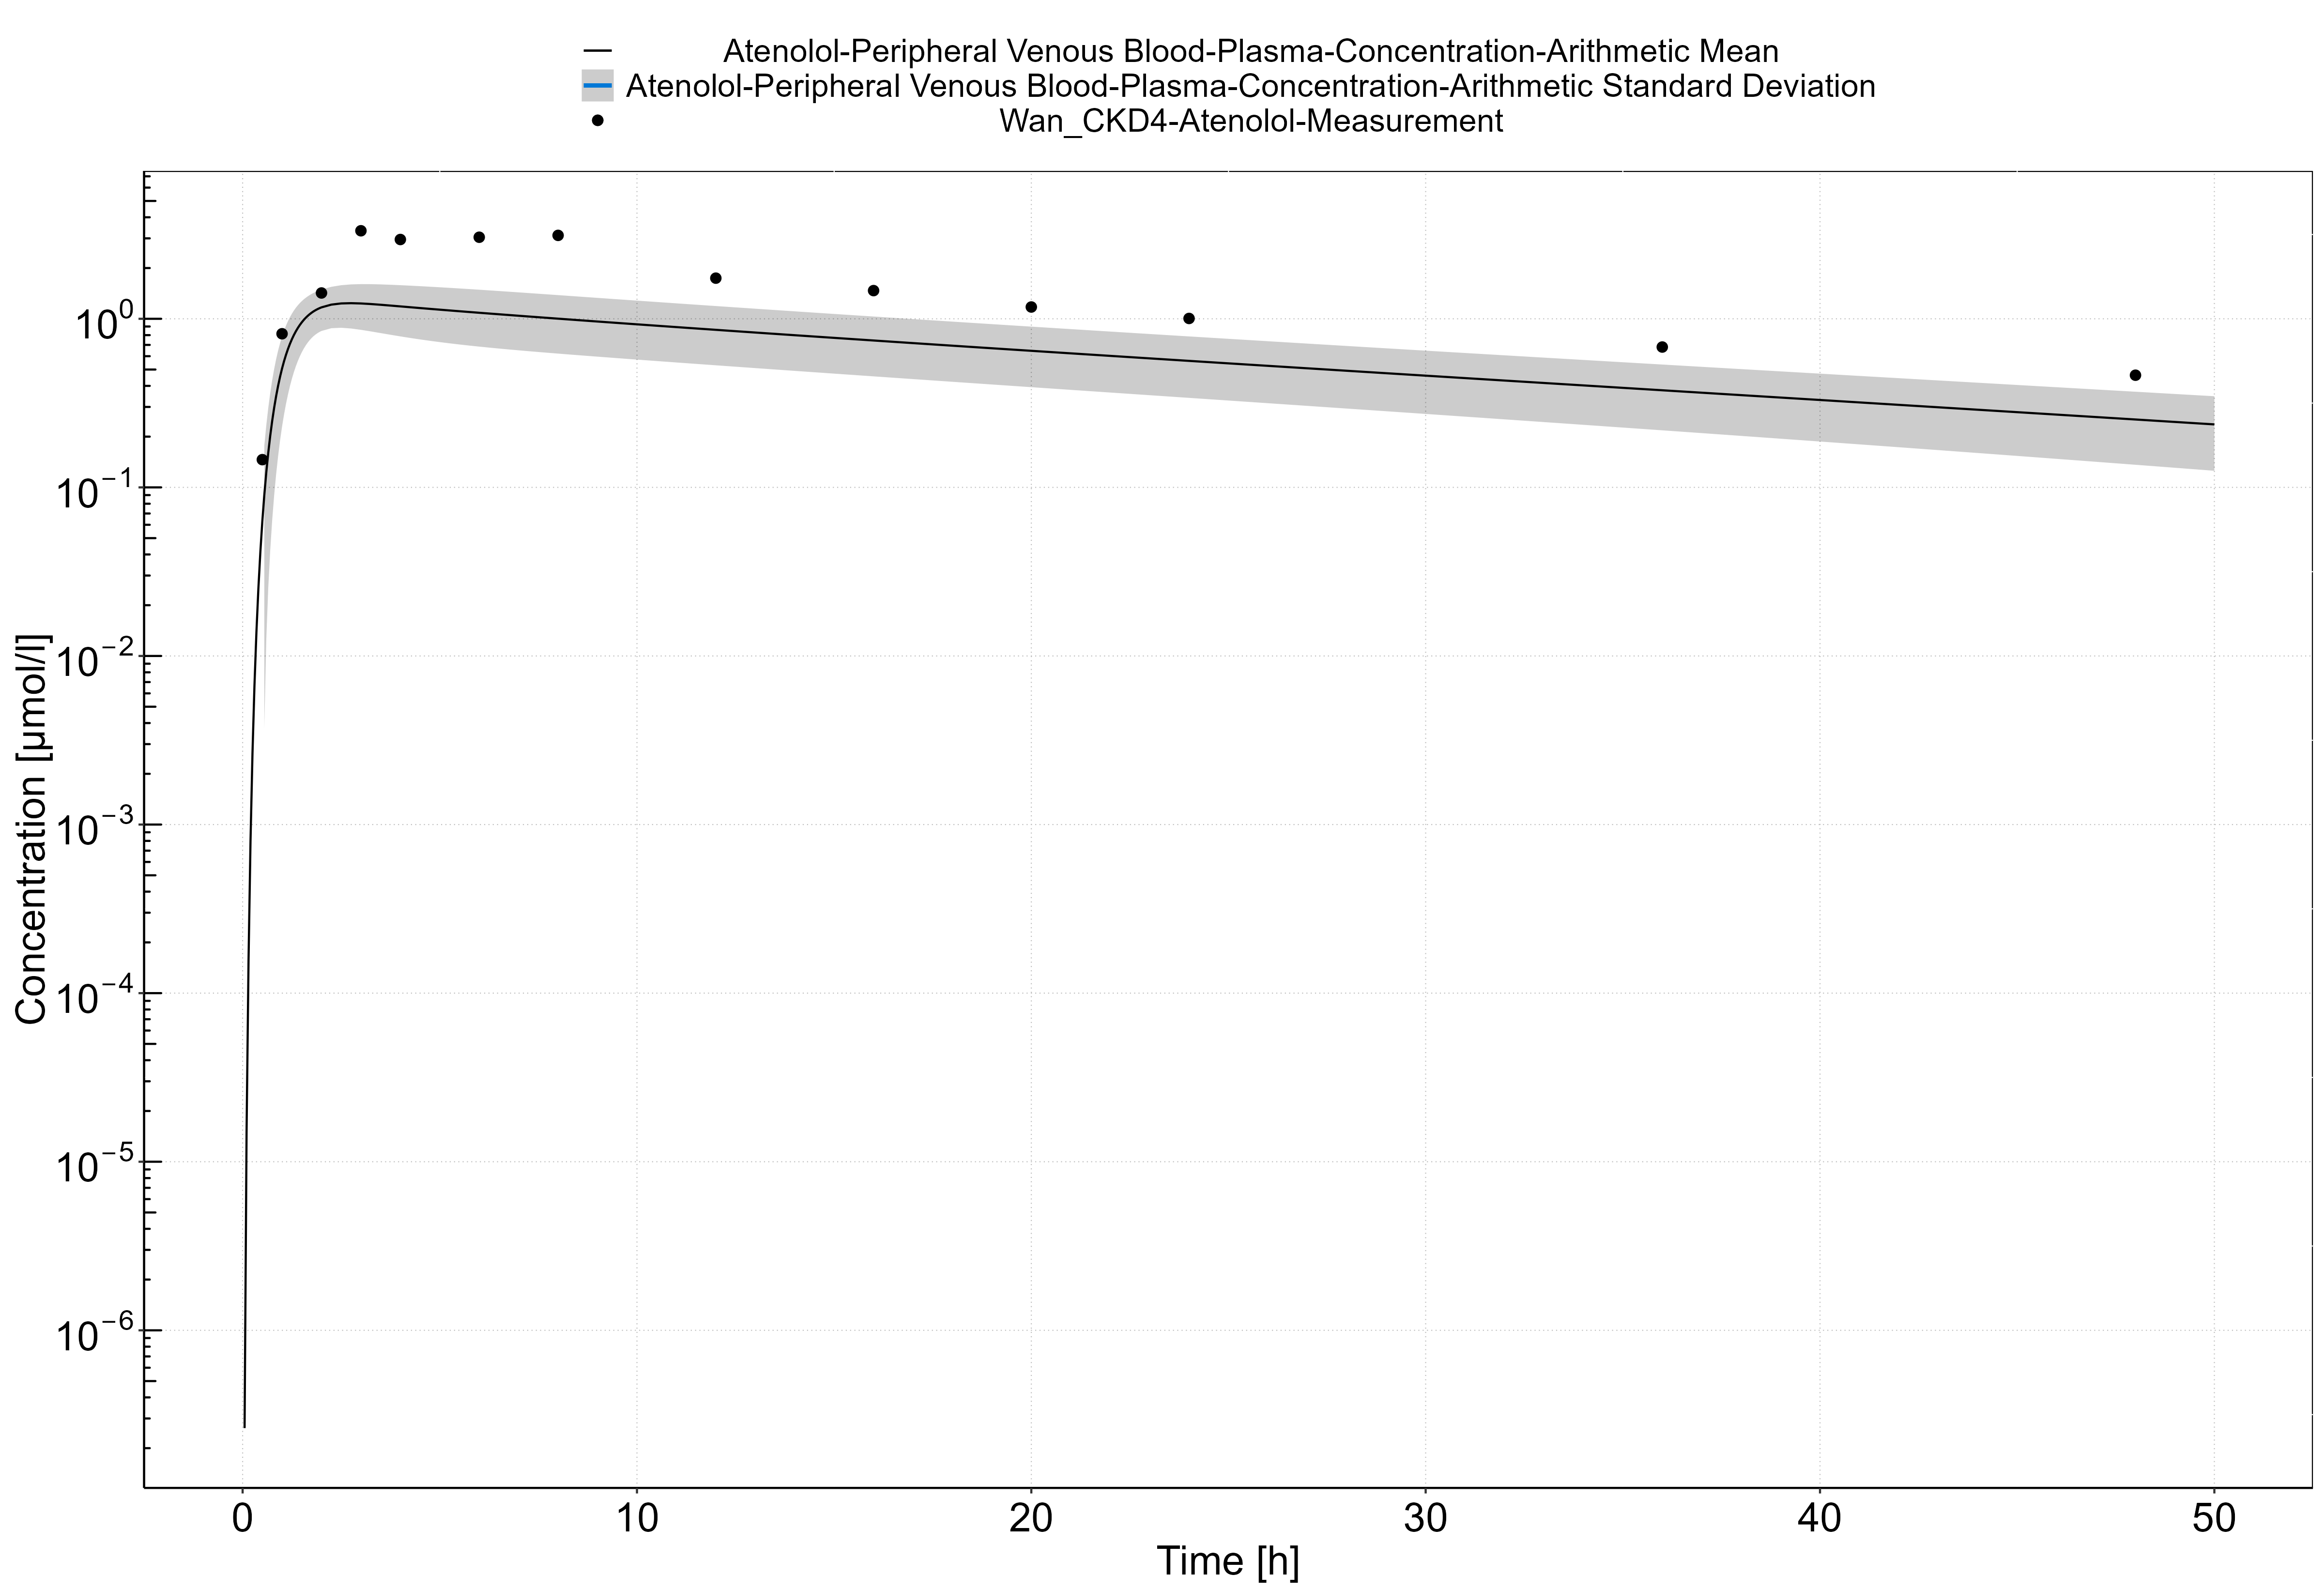 Atenolol-Peripheral Venous Blood-Plasma-Concentration-Arithmetic Mean
Atenolol-Peripheral Venous Blood-Plasma-Concentration-Arithmetic Standard Deviation
Wan_CKD4-Atenolol-Measurement
Concentration [µmol/l]
10⁰
10⁻¹
10⁻²
10⁻³
10⁻⁴
10⁻⁵
10⁻⁶
0 10 20 30 40 50
Time [h]